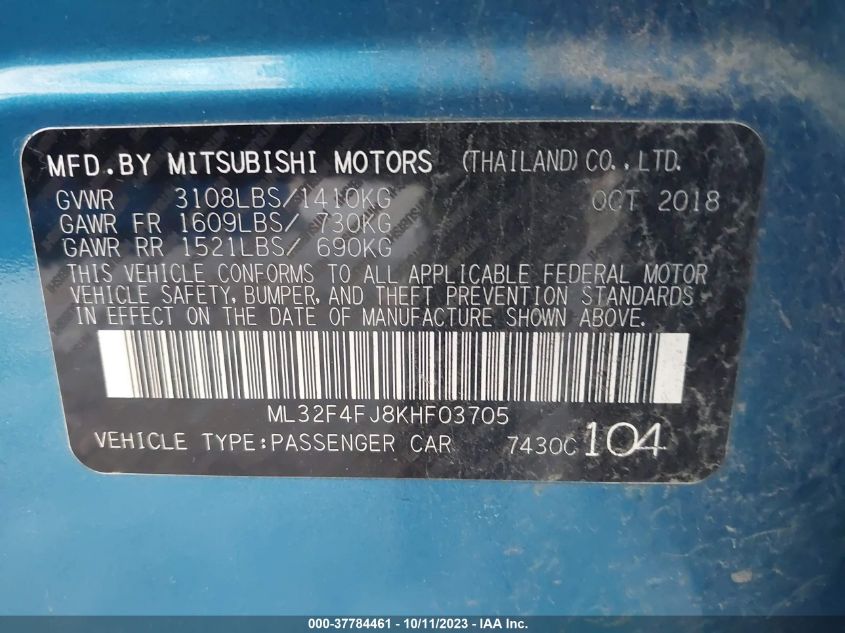 MFD.BY MITSUBISHI MOTORS (THAILAND) CO.,LTD.
GVWR 3108LBS/1410KG OCT 2018
GAWR FR 1609LBS/ 730KG
GAWR RR 1521LBS/ 690KG
THIS VEHICLE CONFORMS TO ALL APPLICABLE FEDERAL MOTOR
VEHICLE SAFETY, BUMPER, AND THEFT PREVENTION STANDARDS
IN EFFECT ON THE DATE OF MANUFACTURE SHOWN ABOVE.
ML32F4FJ8KHF03705
VEHICLE TYPE:PASSENGER CAR 7430C 104
000-37784461 - 10/11/2023 - IAA Inc.